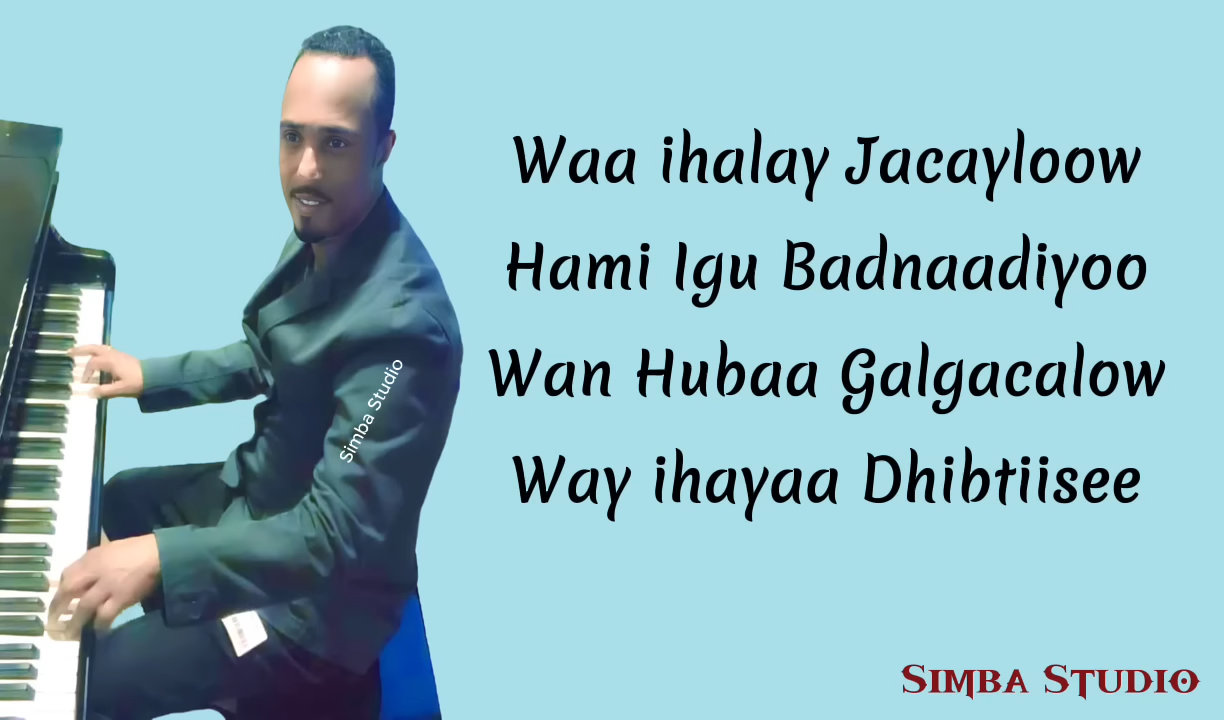 Waa ihalay Jacayloow
Hami Igu Badnaadiyoo
Wan Hubaa Galgacalow
Way ihayaa Dhibtiisee
Simba Studio
SIMBA STUDIO